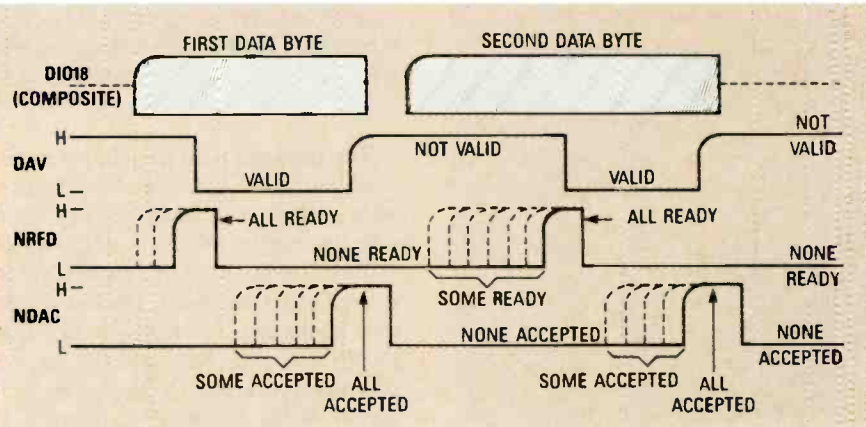 FIRST DATA BYTE
SECOND DATA BYTE
DIO18
(COMPOSITE)
H
DAV
L
VALID
NOT VALID
VALID
NOT
VALID
H
NRFD
L
ALL READY
NONE READY
SOME READY
ALL READY
NONE
READY
H
NDAC
L
SOME ACCEPTED
ALL
ACCEPTED
NONE ACCEPTED
SOME ACCEPTED
ALL
ACCEPTED
NONE
ACCEPTED